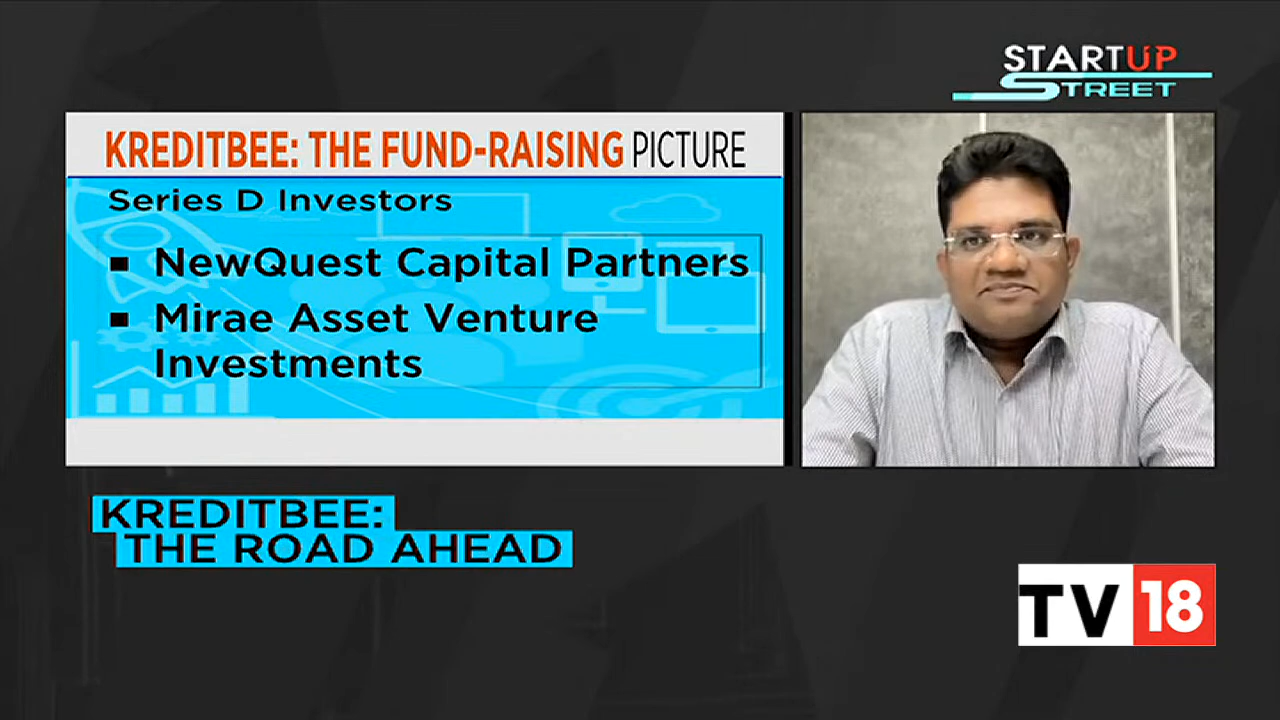 STARTUP
STREET
KREDITBEE: THE FUND-RAISING PICTURE
Series D Investors
▪ NewQuest Capital Partners
▪ Mirae Asset Venture
Investments
KREDITBEE:
THE ROAD AHEAD
TV18